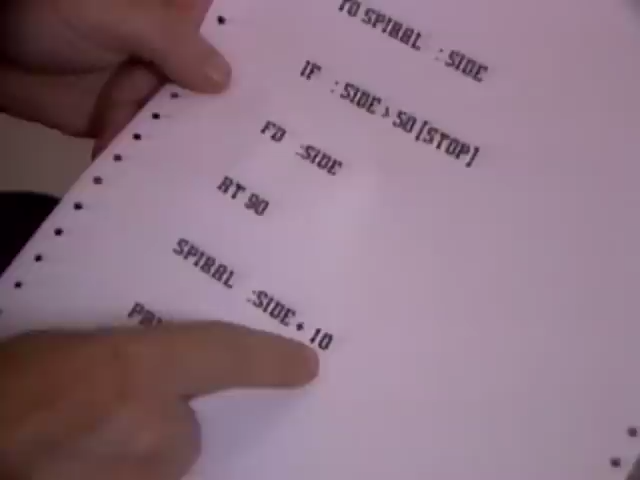 TO SPIRAL :SIDE
IF :SIDE > 50 [STOP]
FD :SIDE
RT 90
SPIRAL :SIDE + 10